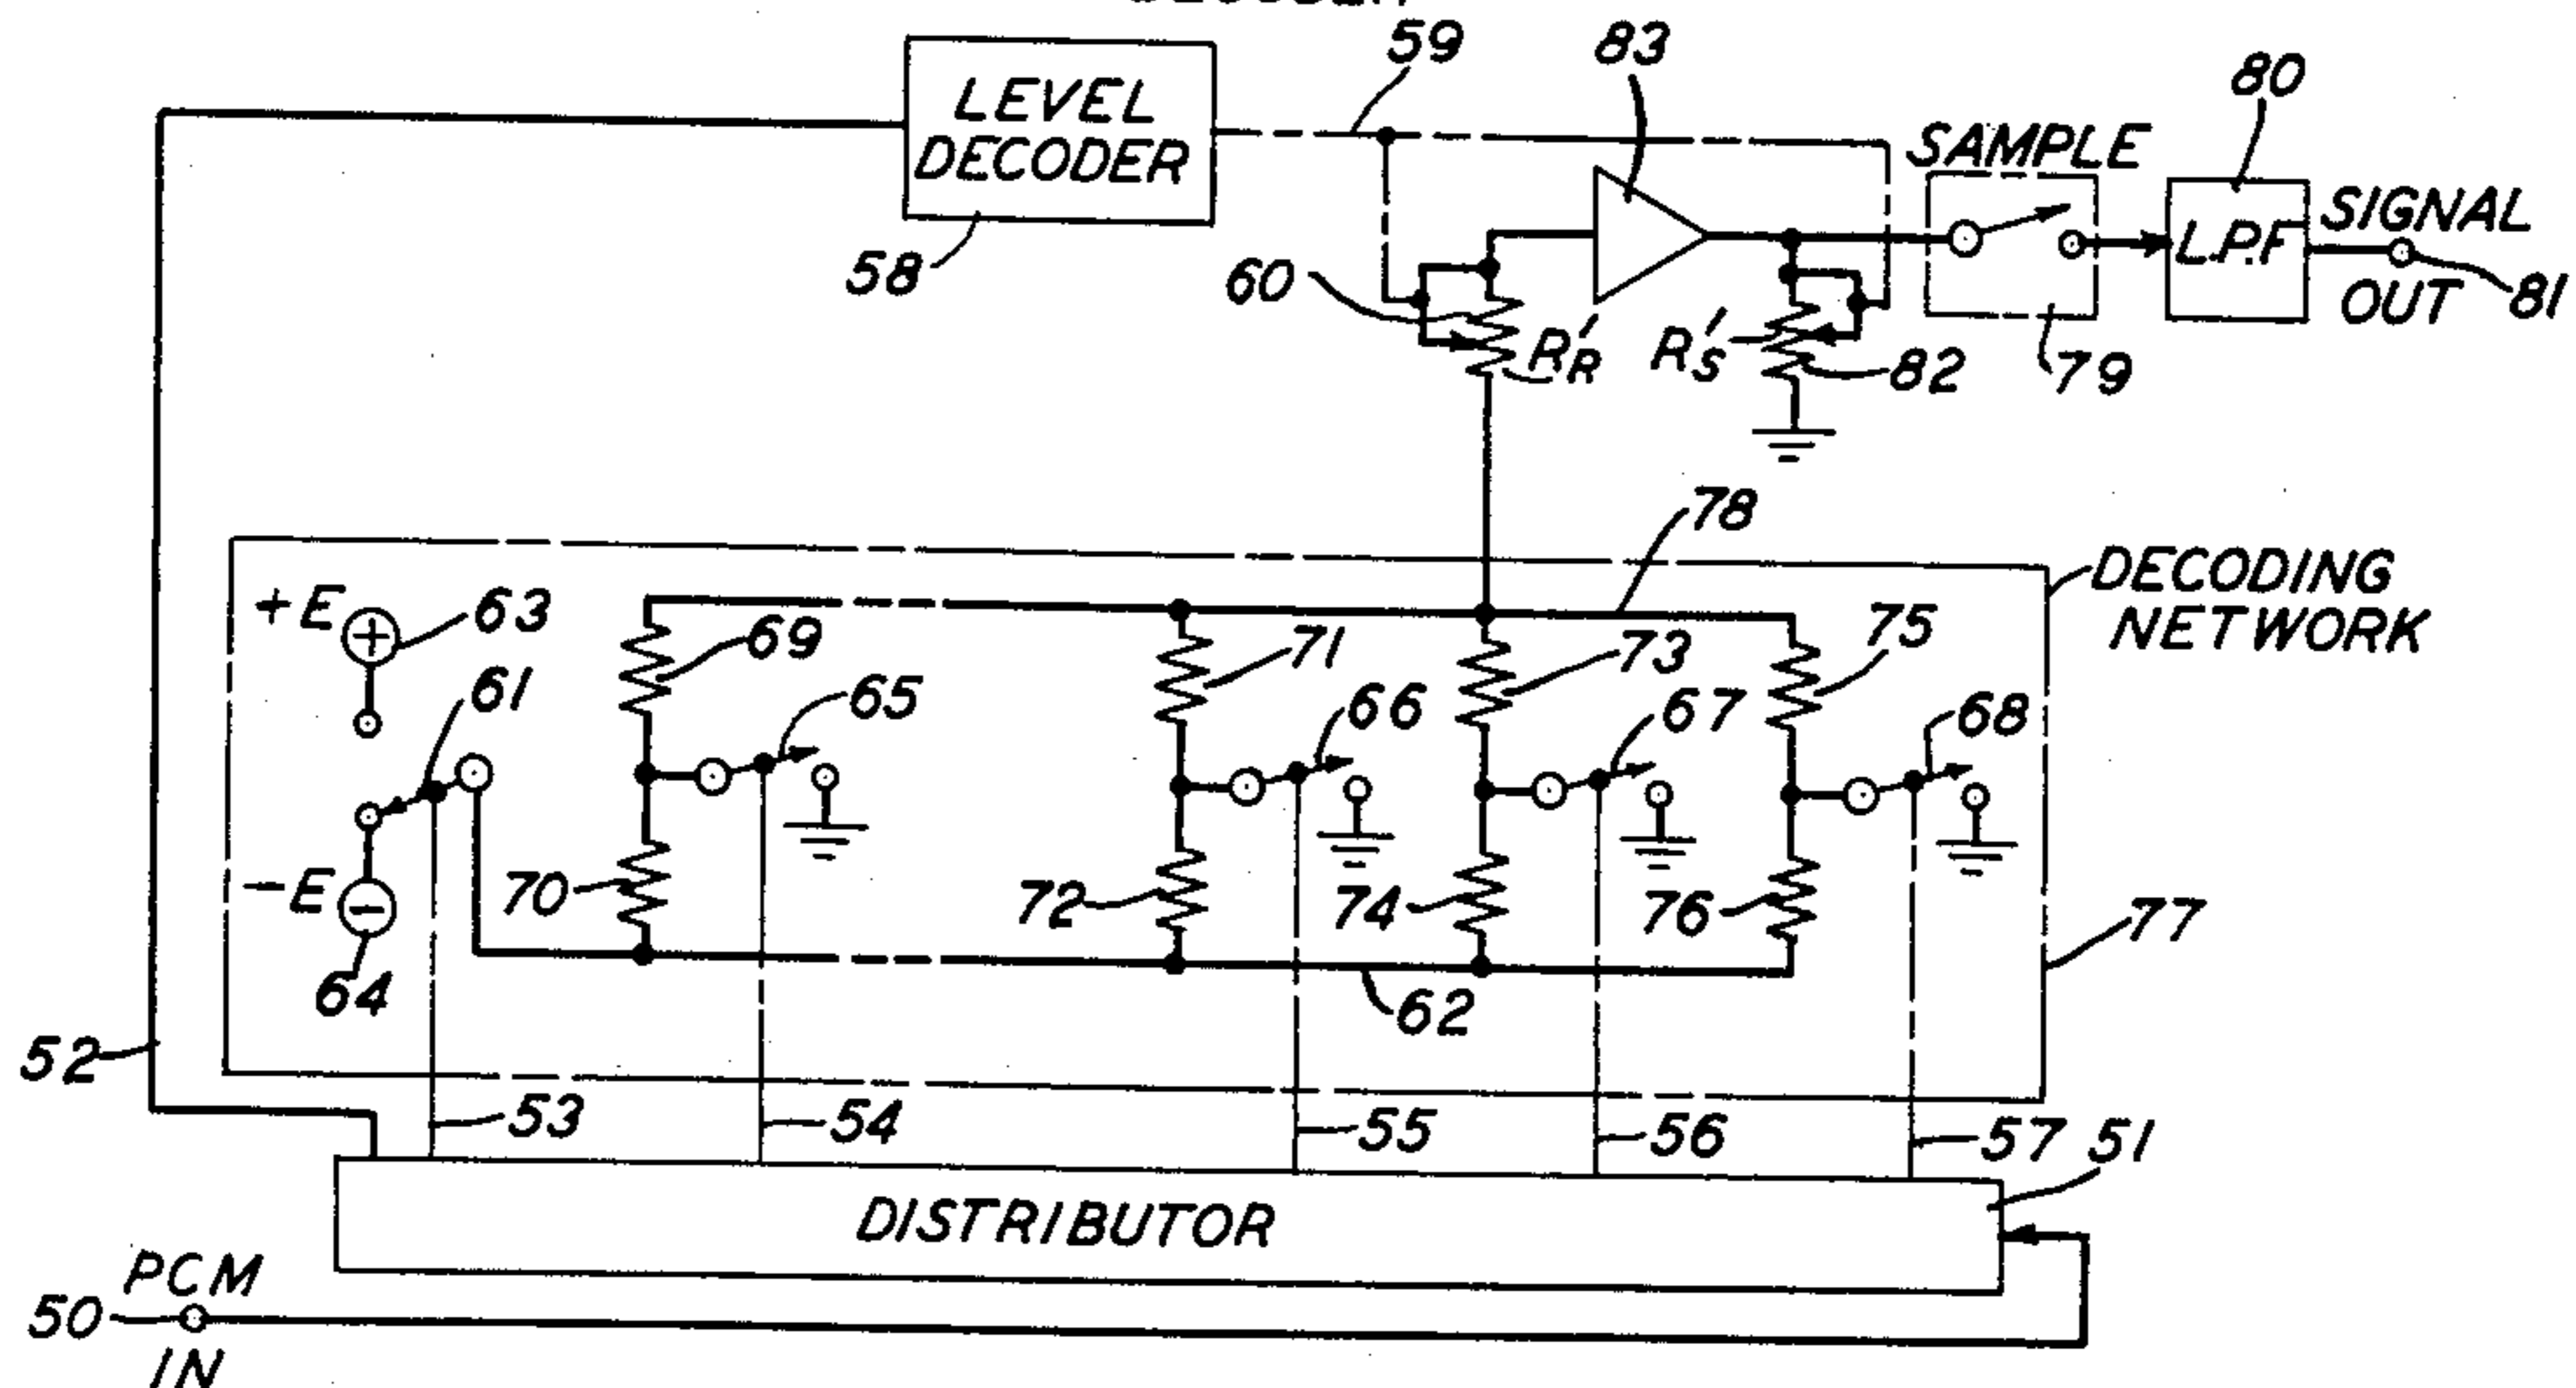 59
83
80
LEVEL
DECODER
SAMPLE
SIGNAL
L.P.F
58
60
R'R
R'S
82
79
OUT
81
78
DECODING
NETWORK
+E
63
69
71
73
75
61
65
66
67
68
-E
70
72
74
76
77
64
62
52
53
54
55
56
57
51
DISTRIBUTOR
PCM
50
IN